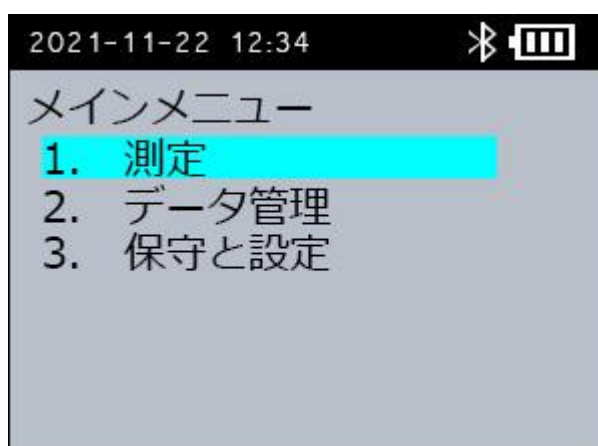 2021-11-22 12:34
メインメニュー
1. 測定
2. データ管理
3. 保守と設定